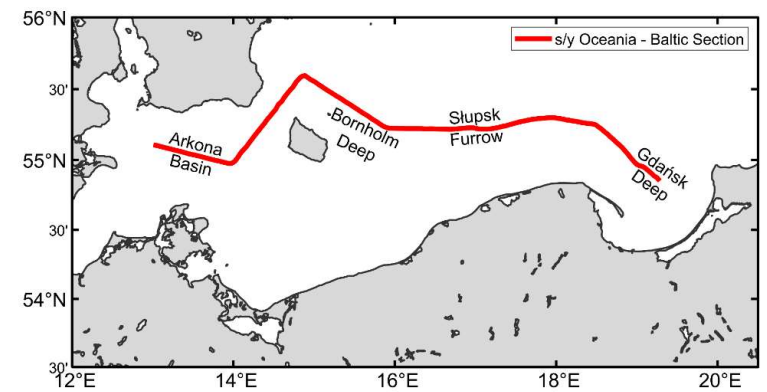 56°N
s/y Oceania - Baltic Section
30'
Bornholm
Deep
Słupsk
Furrow
Arkona
Basin
55°N
Gdańsk
Deep
30'
54°N
30'
12°E
14°E
16°E
18°E
20°E